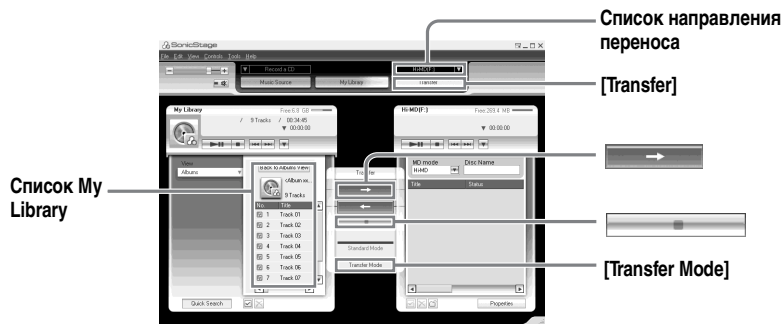 Список направления
переноса
SonicStage
File Edit View Controls Tools Help
Record a CD
Hi-MD(F:)
Music Source
My Library
Transfer
[Transfer]
My Library
Free:6.8 GB
/ 9 Tracks / 00:34:45
00:00:00
Hi-MD(F:)
Free:269.4 MB
00:00:00
View
Albums
Back to Albums View
<Album xx...
9 Tracks
No. Title
1 Track 01
2 Track 02
3 Track 03
4 Track 04
5 Track 05
6 Track 06
7 Track 07
Quick Search
Transfer
Standard Mode
Transfer Mode
MD mode
Disc Name
Hi-MD
Title
Status
Properties
Список My
Library
[Transfer Mode]